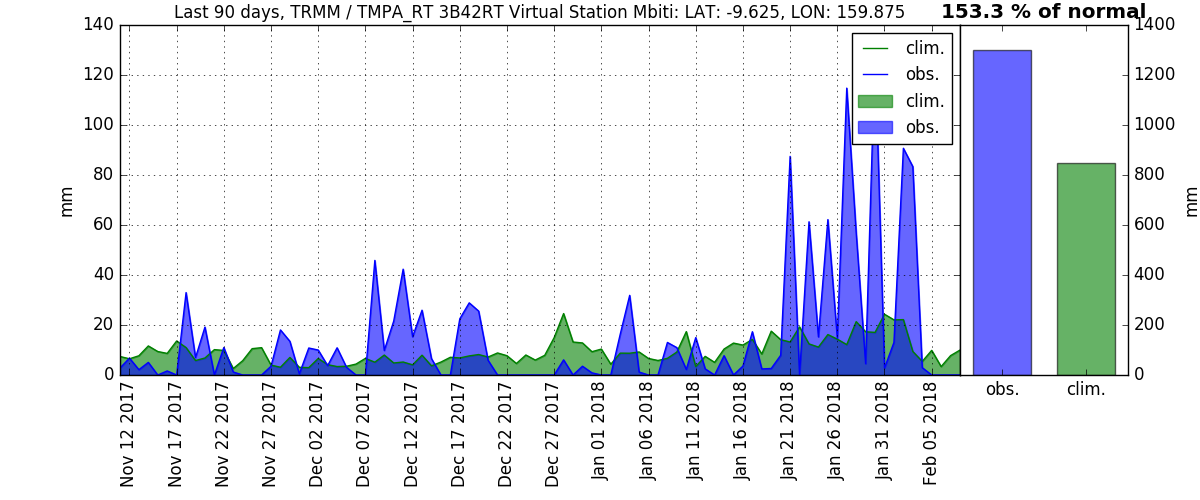 Last 90 days, TRMM / TMPA_RT 3B42RT Virtual Station Mbiti: LAT: -9.625, LON: 159.875
153.3 % of normal
140
120
100
80
60
40
20
0
mm
clim.
obs.
clim.
obs.
1400
1200
1000
800
600
400
200
0
mm
obs.
clim.
Nov 12 2017
Nov 17 2017
Nov 22 2017
Nov 27 2017
Dec 02 2017
Dec 07 2017
Dec 12 2017
Dec 17 2017
Dec 22 2017
Dec 27 2017
Jan 01 2018
Jan 06 2018
Jan 11 2018
Jan 16 2018
Jan 21 2018
Jan 26 2018
Jan 31 2018
Feb 05 2018